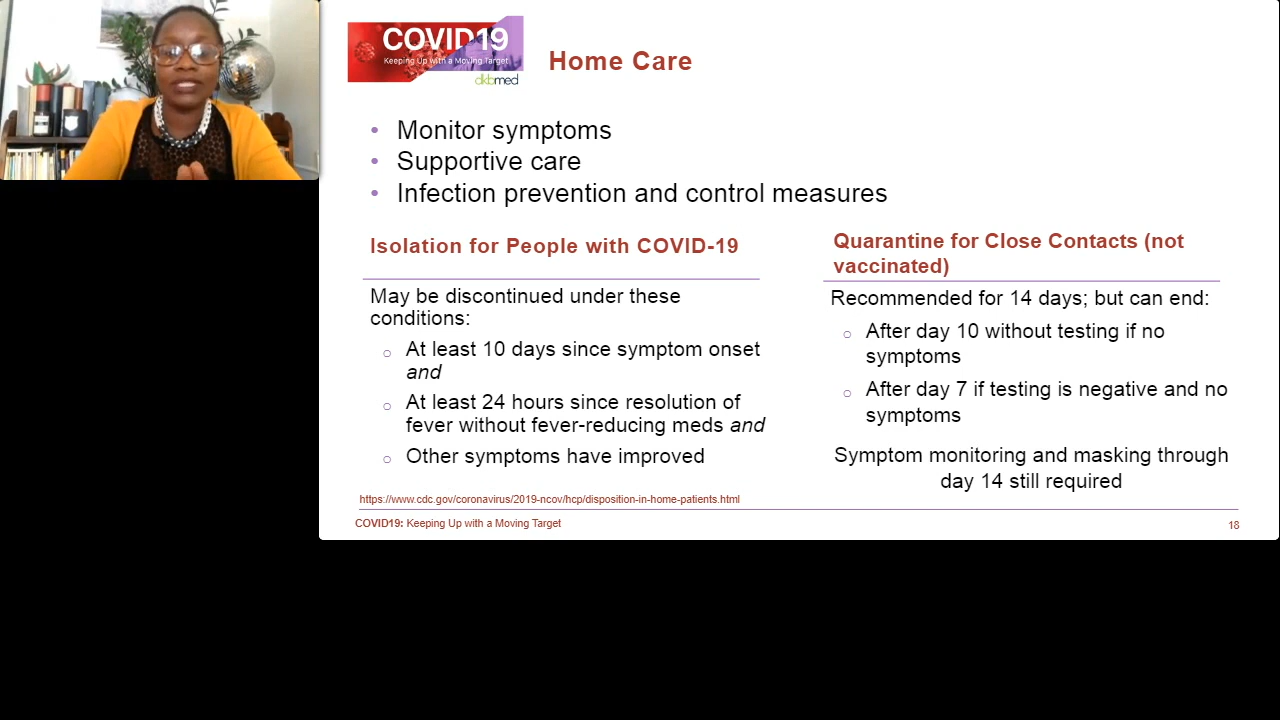 COVID19
Keeping Up with a Moving Target
dkbmed
Home Care
• Monitor symptoms
• Supportive care
• Infection prevention and control measures
Isolation for People with COVID-19
May be discontinued under these
conditions:
o At least 10 days since symptom onset
and
o At least 24 hours since resolution of
fever without fever-reducing meds and
o Other symptoms have improved
Quarantine for Close Contacts (not
vaccinated)
Recommended for 14 days; but can end:
o After day 10 without testing if no
symptoms
o After day 7 if testing is negative and no
symptoms
Symptom monitoring and masking through
day 14 still required
https://www.cdc.gov/coronavirus/2019-ncov/hcp/disposition-in-home-patients.html
COVID19: Keeping Up with a Moving Target
18